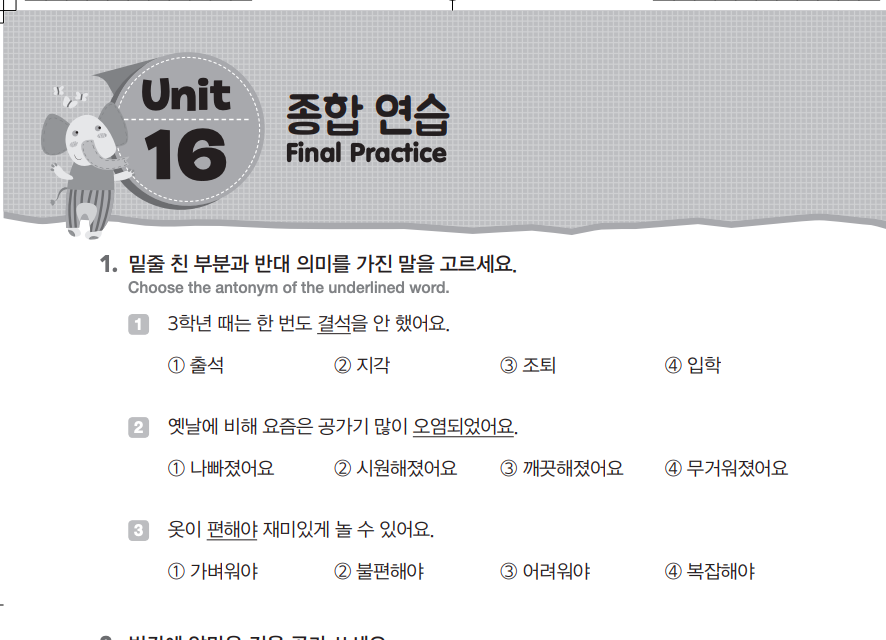 Unit
16
종합 연습
Final Practice
1. 밑줄 친 부분과 반대 의미를 가진 말을 고르세요.
Choose the antonym of the underlined word.
1 3학년 때는 한 번도 결석을 안 했어요.
① 출석 ② 지각 ③ 조퇴 ④ 입학
2 옛날에 비해 요즘은 공가기 많이 오염되었어요.
① 나빠졌어요 ② 시원해졌어요 ③ 깨끗해졌어요 ④ 무거워졌어요
3 옷이 편해야 재미있게 놀 수 있어요.
① 가벼워야 ② 불편해야 ③ 어려워야 ④ 복잡해야